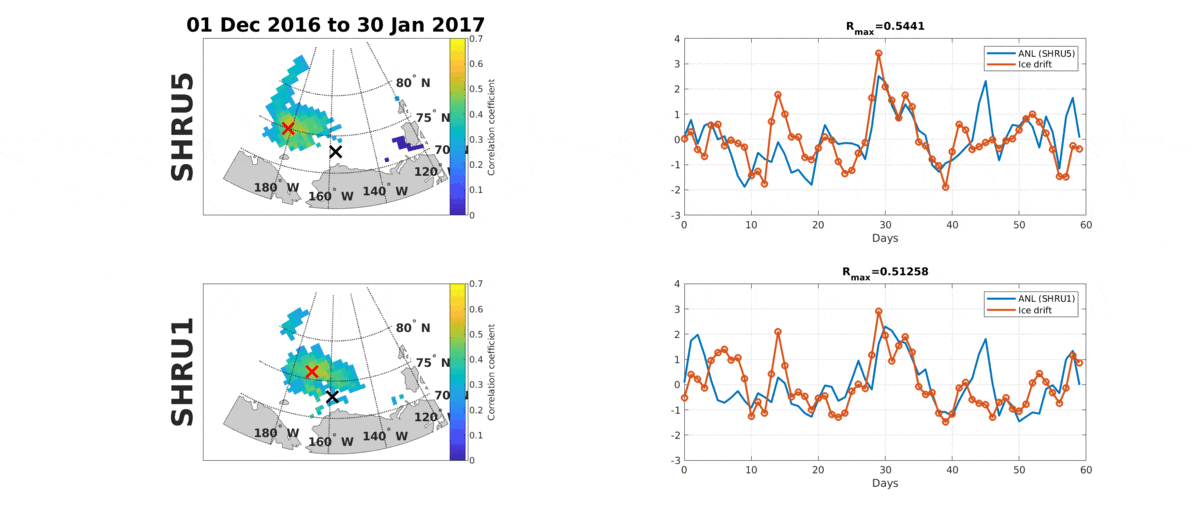 01 Dec 2016 to 30 Jan 2017
SHRU5
80° N
75° N
70
120
140° W
160° W
180° W
0.7
0.6
0.5
0.4
0.3
0.2
0.1
0
Correlation coefficient
R_max=0.5441
ANL (SHRU5)
Ice drift
4
3
2
1
0
-1
-2
-3
0 10 20 30 40 50 60
Days
SHRU1
80° N
75° N
70
120
140° W
160° W
180° W
0.7
0.6
0.5
0.4
0.3
0.2
0.1
0
Correlation coefficient
R_max=0.51258
ANL (SHRU1)
Ice drift
4
3
2
1
0
-1
-2
-3
0 10 20 30 40 50 60
Days